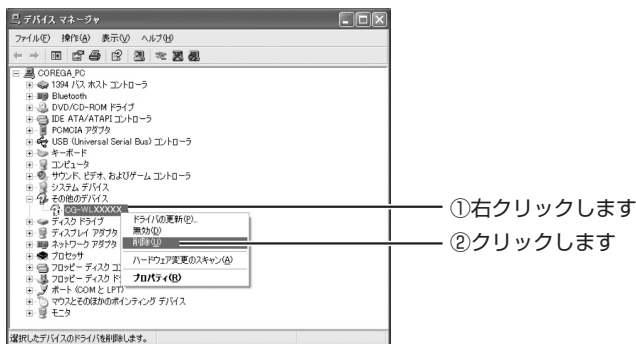 デバイス マネージャ
ファイル(F) 操作(A) 表示(V) ヘルプ(H)
COREGA_PC
1394 バス ホスト コントローラ
Bluetooth
DVD/CD-ROM ドライブ
IDE ATA/ATAPI コントローラ
PCMCIA アダプタ
USB (Universal Serial Bus) コントローラ
キーボード
コンピュータ
サウンド、ビデオ、およびゲーム コントローラ
システム デバイス
その他のデバイス
CG-WLXXXXX
①右クリックします
ディスク ドライブ
ドライバの更新(P)...
ディスプレイ アダプタ
無効(D)
ネットワーク アダプタ
削除(U)
②クリックします
プロセッサ
ハードウェア変更のスキャン(A)
フロッピー ディスク コ
フロッピー ディスク ド
プロパティ(R)
ポート (COM と LPT)
マウスとそのほかのポインティング デバイス
モニタ
選択したデバイスのドライバを削除します。